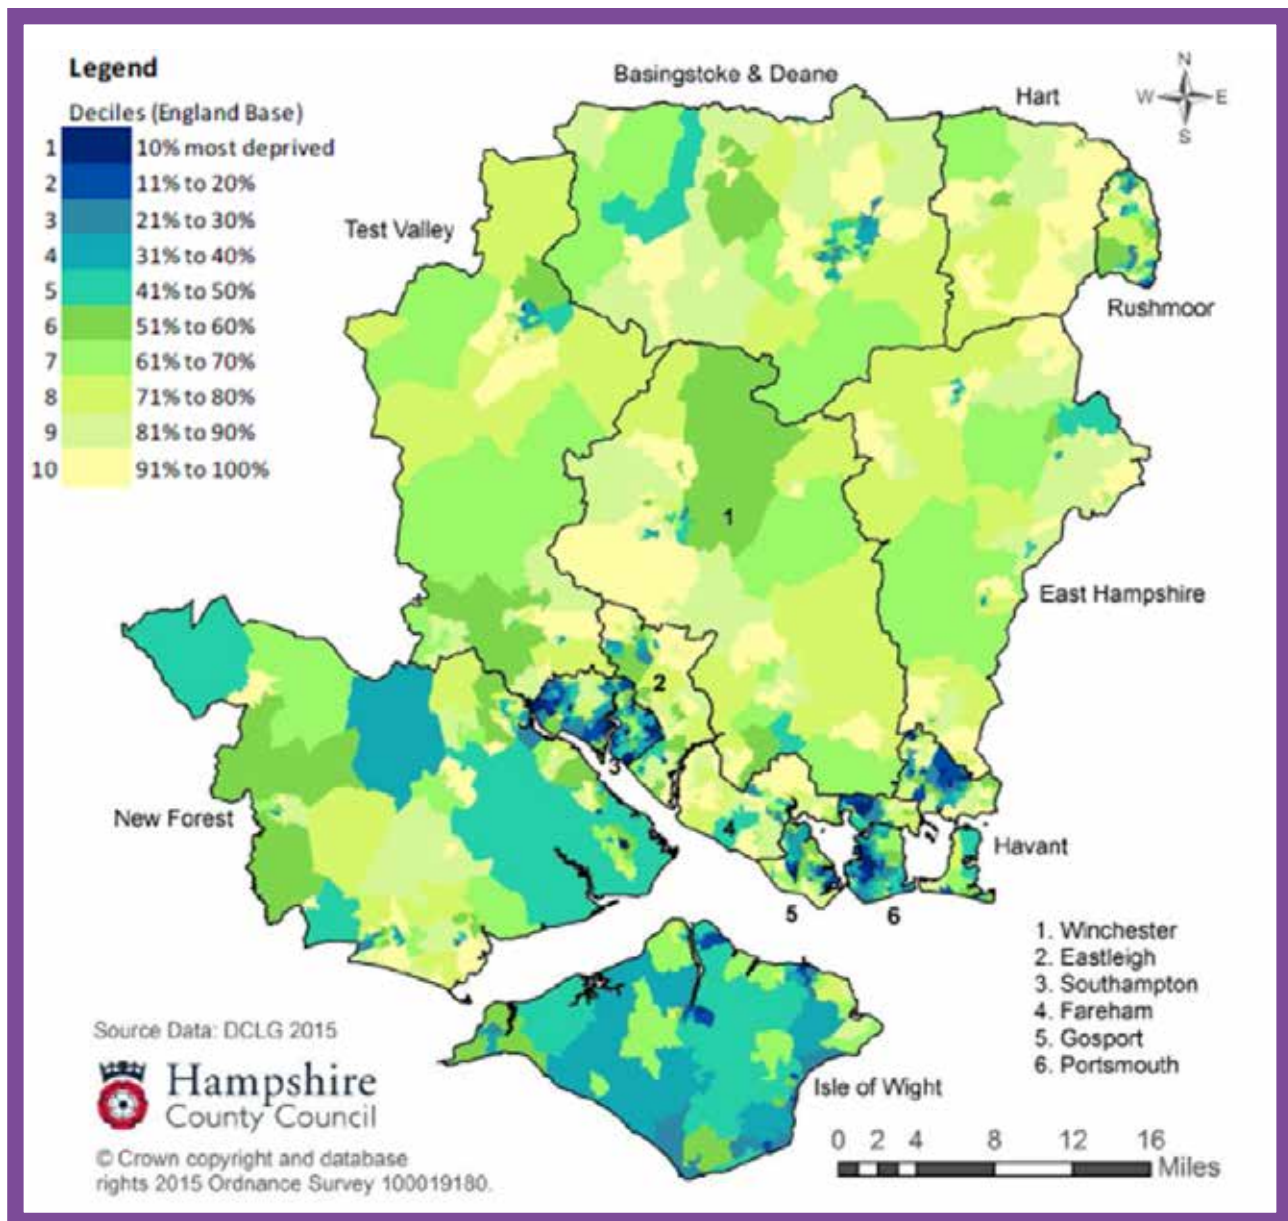 Legend
Deciles (England Base)
1 10% most deprived
2 11% to 20%
3 21% to 30%
4 31% to 40%
5 41% to 50%
6 51% to 60%
7 61% to 70%
8 71% to 80%
9 81% to 90%
10 91% to 100%
Basingstoke & Deane
Hart
N
W E
S
Test Valley
Rushmoor
1
East Hampshire
2
3
New Forest
4
Havant
5
6
1. Winchester
2. Eastleigh
3. Southampton
4. Fareham
5. Gosport
6. Portsmouth
Isle of Wight
Source Data: DCLG 2015
Hampshire
County Council
© Crown copyright and database
rights 2015 Ordnance Survey 100019180.
0 2 4 8 12 16
Miles